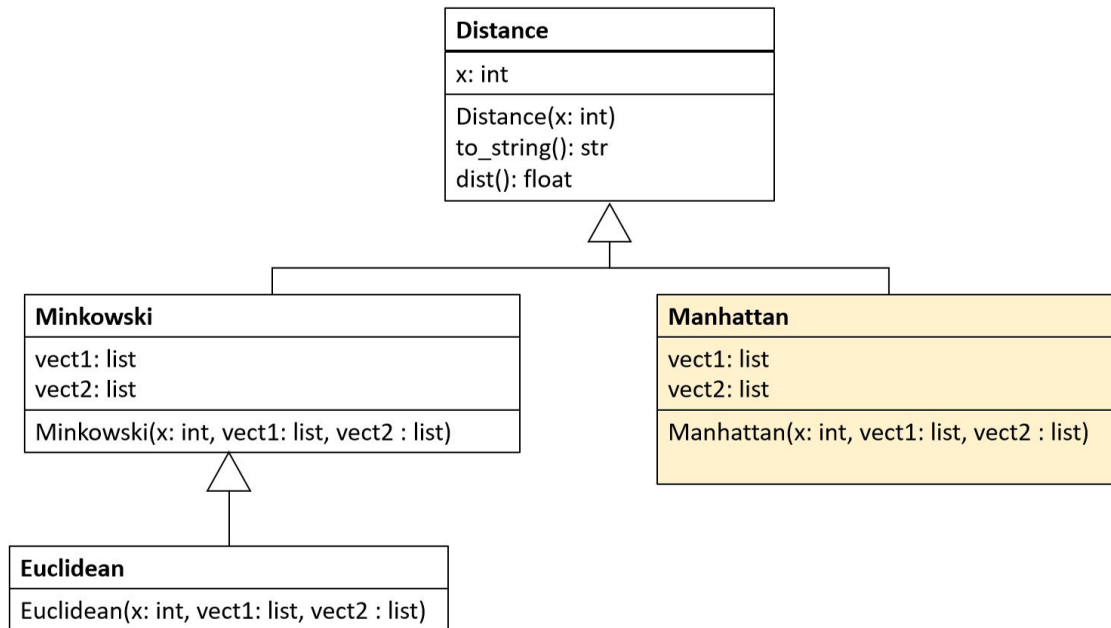 Distance
x: int
Distance(x: int)
to_string(): str
dist(): float
Minkowski
vect1: list
vect2: list
Minkowski(x: int, vect1: list, vect2 : list)
Manhattan
vect1: list
vect2: list
Manhattan(x: int, vect1: list, vect2 : list)
Euclidean
Euclidean(x: int, vect1: list, vect2 : list)